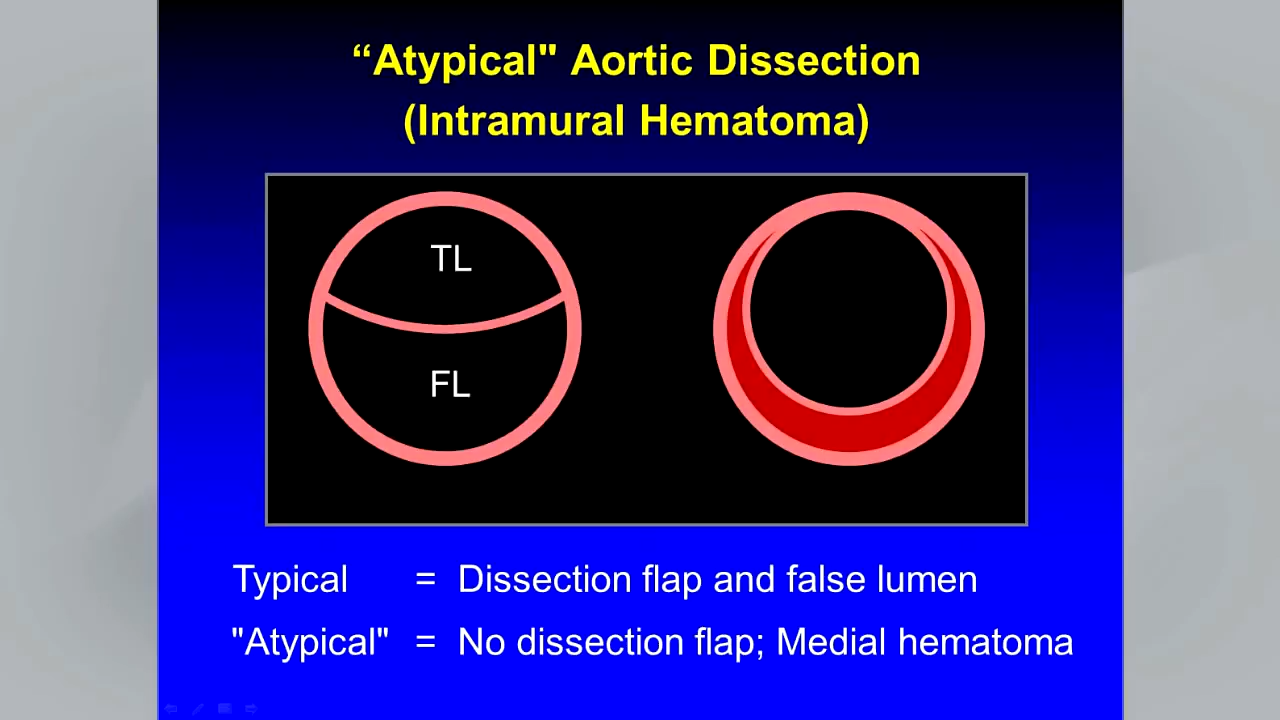 “Atypical" Aortic Dissection
(Intramural Hematoma)
TL
FL
Typical = Dissection flap and false lumen
"Atypical" = No dissection flap; Medial hematoma